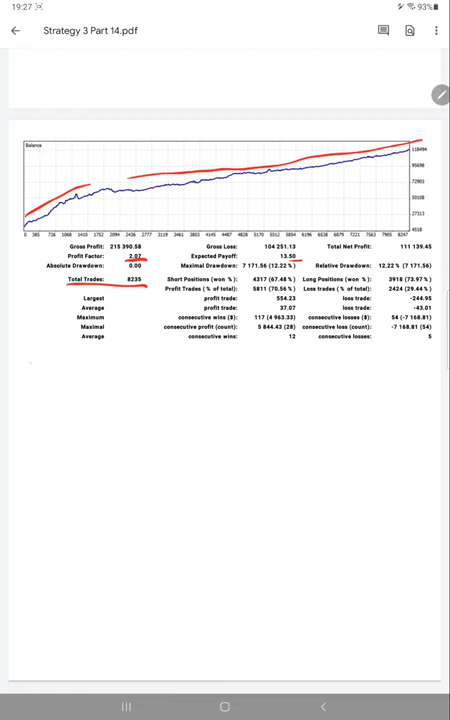 19:27 93%
Strategy 3 Part 14.pdf
Balance
118494
95698
72903
50108
27313
4518
0 385 726 1068 1410 1752 2094 2436 2777 3119 3461 3803 4145 4487 4828 5170 5512 5854 6196 6538 6879 7221 7563 7905 8247
Gross Profit: 215 390.58 Gross Loss: 104 251.13 Total Net Profit: 111 139.45
Profit Factor: 2.07 Expected Payoff: 13.50
Absolute Drawdown: 0.00 Maximal Drawdown: 7 171.56 (12.22%) Relative Drawdown: 12.22% (7 171.56)
Total Trades: 8235 Short Positions (won %): 4317 (67.48%) Long Positions (won %): 3918 (73.97%)
Profit Trades (% of total): 5811 (70.56%) Loss trades (% of total): 2424 (29.44%)
Largest profit trade: 554.23 loss trade: -244.95
Average profit trade: 37.07 loss trade: -43.01
Maximum consecutive wins ($): 117 (4 963.33) consecutive losses ($): 54 (-7 168.81)
Maximal consecutive profit (count): 5 844.43 (28) consecutive loss (count): -7 168.81 (54)
Average consecutive wins: 12 consecutive losses: 5